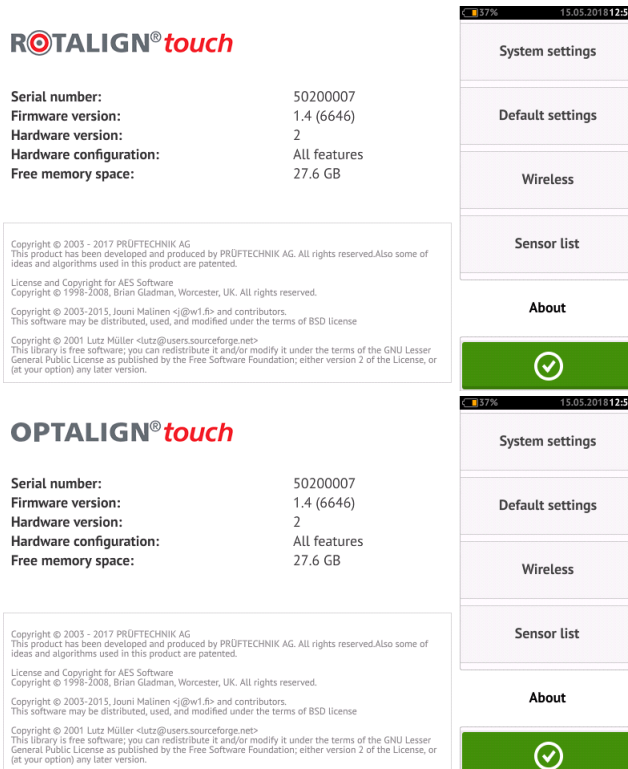 37% 15.05.2018 12:5
ROTALIGN® touch
System settings
Serial number: 50200007
Firmware version: 1.4 (6646)
Default settings
Hardware version: 2
Hardware configuration: All features
Free memory space: 27.6 GB
Wireless
Sensor list
Copyright © 2003 - 2017 PRÜFTECHNIK AG
This product has been developed and produced by PRÜFTECHNIK AG. All rights reserved.Also some of
ideas and algorithms used in this product are patented.
License and Copyright for AES Software
Copyright © 1998-2008, Brian Gladman, Worcester, UK. All rights reserved.
Copyright © 2003-2015, Jouni Malinen <j@w1.fi> and contributors.
This software may be distributed, used, and modified under the terms of BSD license
Copyright © 2001 Lutz Müller <lutz@users.sourceforge.net>
This library is free software; you can redistribute it and/or modify it under the terms of the GNU Lesser
General Public License as published by the Free Software Foundation; either version 2 of the License, or
(at your option) any later version.
About
37% 15.05.2018 12:5
OPTALIGN® touch
System settings
Serial number: 50200007
Firmware version: 1.4 (6646)
Default settings
Hardware version: 2
Hardware configuration: All features
Free memory space: 27.6 GB
Wireless
Sensor list
Copyright © 2003 - 2017 PRÜFTECHNIK AG
This product has been developed and produced by PRÜFTECHNIK AG. All rights reserved.Also some of
ideas and algorithms used in this product are patented.
License and Copyright for AES Software
Copyright © 1998-2008, Brian Gladman, Worcester, UK. All rights reserved.
Copyright © 2003-2015, Jouni Malinen <j@w1.fi> and contributors.
This software may be distributed, used, and modified under the terms of BSD license
Copyright © 2001 Lutz Müller <lutz@users.sourceforge.net>
This library is free software; you can redistribute it and/or modify it under the terms of the GNU Lesser
General Public License as published by the Free Software Foundation; either version 2 of the License, or
(at your option) any later version.
About